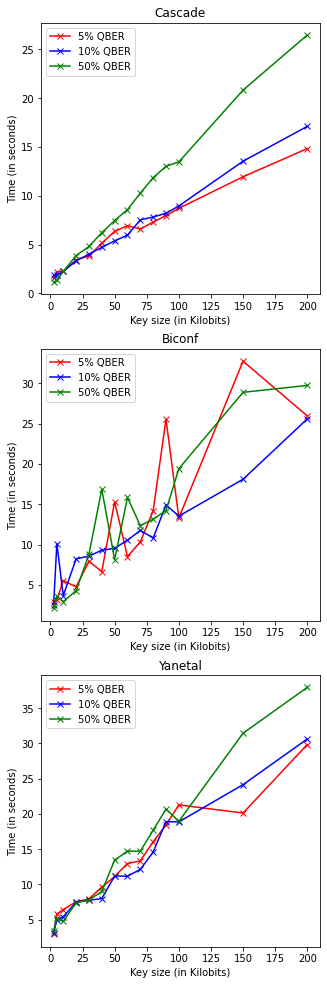 Cascade
5% QBER
10% QBER
50% QBER
Time (in seconds)
25
20
15
10
5
0
0 25 50 75 100 125 150 175 200
Key size (in Kilobits)
Biconf
5% QBER
10% QBER
50% QBER
Time (in seconds)
30
25
20
15
10
5
0 25 50 75 100 125 150 175 200
Key size (in Kilobits)
Yanetal
5% QBER
10% QBER
50% QBER
Time (in seconds)
35
30
25
20
15
10
5
0 25 50 75 100 125 150 175 200
Key size (in Kilobits)